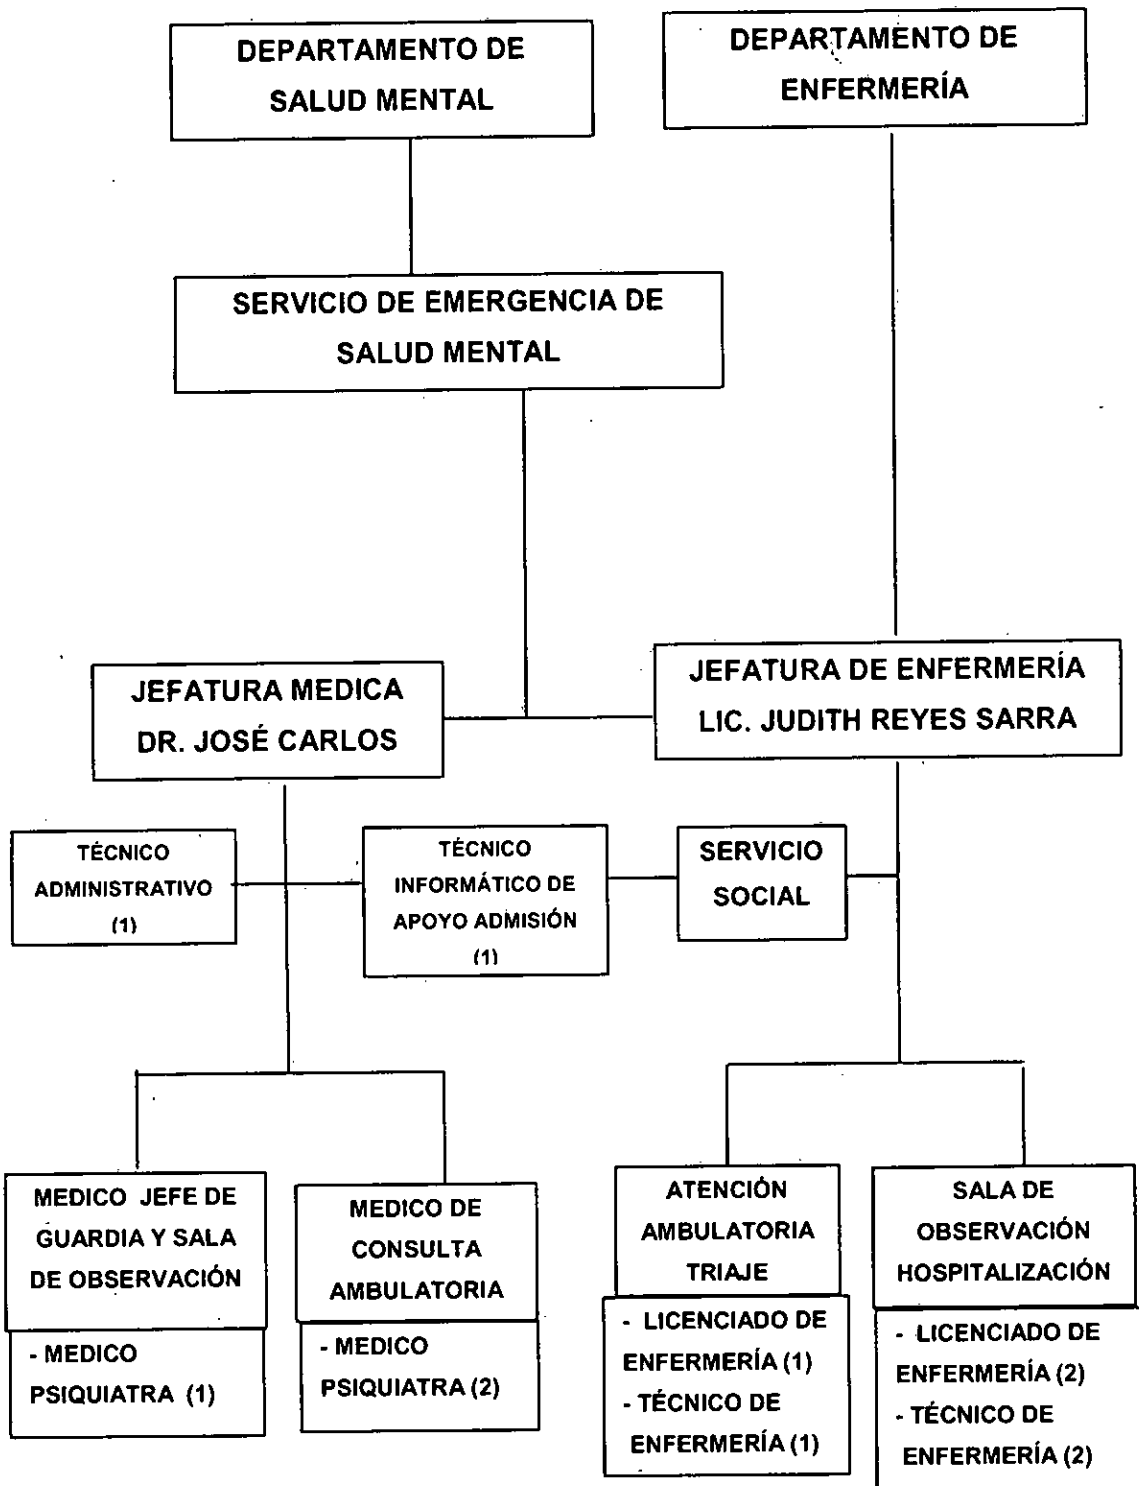 DEPARTAMENTO DE
SALUD MENTAL
DEPARTAMENTO DE
ENFERMERÍA
SERVICIO DE EMERGENCIA DE
SALUD MENTAL
JEFATURA MEDICA
DR. JOSÉ CARLOS
JEFATURA DE ENFERMERÍA
LIC. JUDITH REYES SARRA
TÉCNICO
ADMINISTRATIVO
(1)
TÉCNICO
INFORMÁTICO DE
APOYO ADMISIÓN
(1)
SERVICIO
SOCIAL
MEDICO JEFE DE
GUARDIA Y SALA
DE OBSERVACIÓN
- MEDICO
PSIQUIATRA (1)
MEDICO DE
CONSULTA
AMBULATORIA
- MEDICO
PSIQUIATRA (2)
ATENCIÓN
AMBULATORIA
TRIAJE
- LICENCIADO DE
ENFERMERÍA (1)
- TÉCNICO DE
ENFERMERÍA (1)
SALA DE
OBSERVACIÓN
HOSPITALIZACIÓN
- LICENCIADO DE
ENFERMERÍA (2)
- TÉCNICO DE
ENFERMERÍA (2)